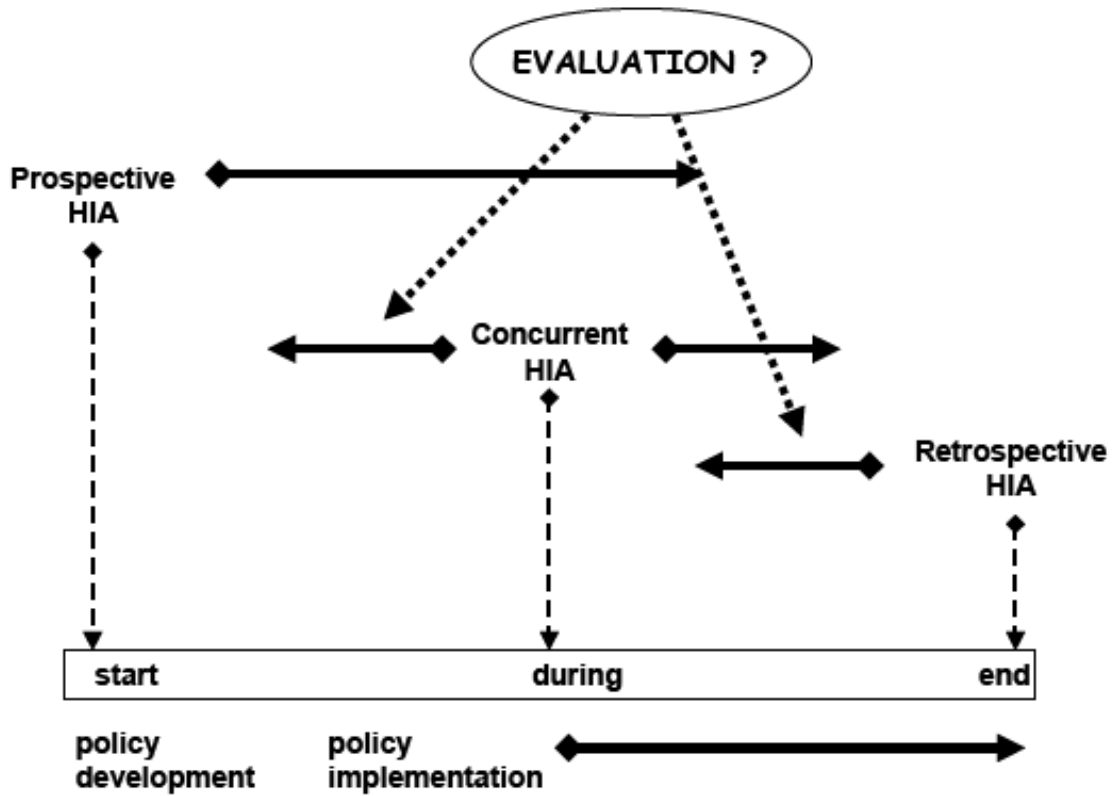 EVALUATION ?
Prospective
HIA
Concurrent
HIA
Retrospective
HIA
start during end
policy
development
policy
implementation